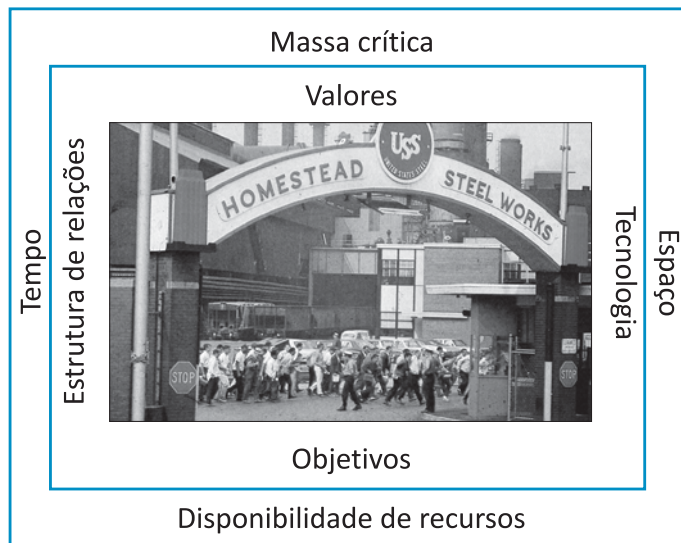 Massa crítica
Valores
USS
UNITED STATES STEEL
HOMESTEAD STEEL WORKS
Tempo
Estrutura de relações
Tecnologia
Espaço
STOP
STOP
Objetivos
Disponibilidade de recursos